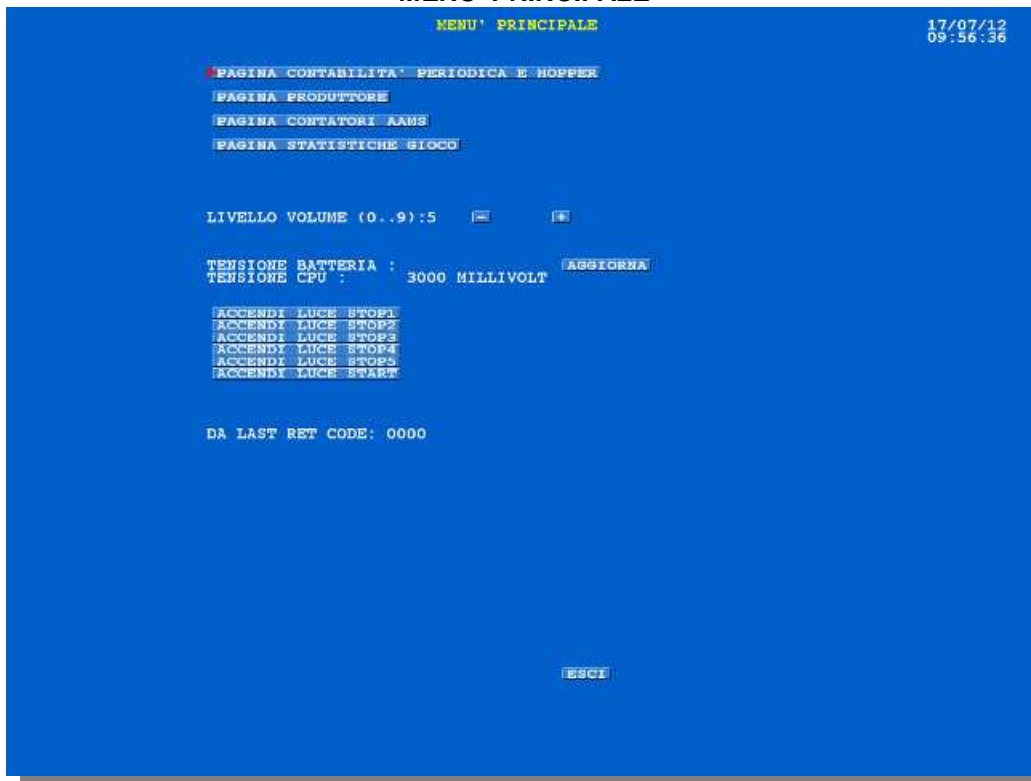 MENU' PRINCIPALE
17/07/12
09:56:36
PAGINA CONTABILITA' PERIODICA E HOPPER
PAGINA PRODUTTORE
PAGINA CONTATORI AAMS
PAGINA STATISTICHE GIOCO
LIVELLO VOLUME (0..9):5 - +
TENSIONE BATTERIA : AGGIORNA
TENSIONE CPU : 3000 MILLIVOLT
ACCENDI LUCE STOP1
ACCENDI LUCE STOP2
ACCENDI LUCE STOP3
ACCENDI LUCE STOP4
ACCENDI LUCE STOP5
ACCENDI LUCE START
DA LAST RET CODE: 0000
ESCI